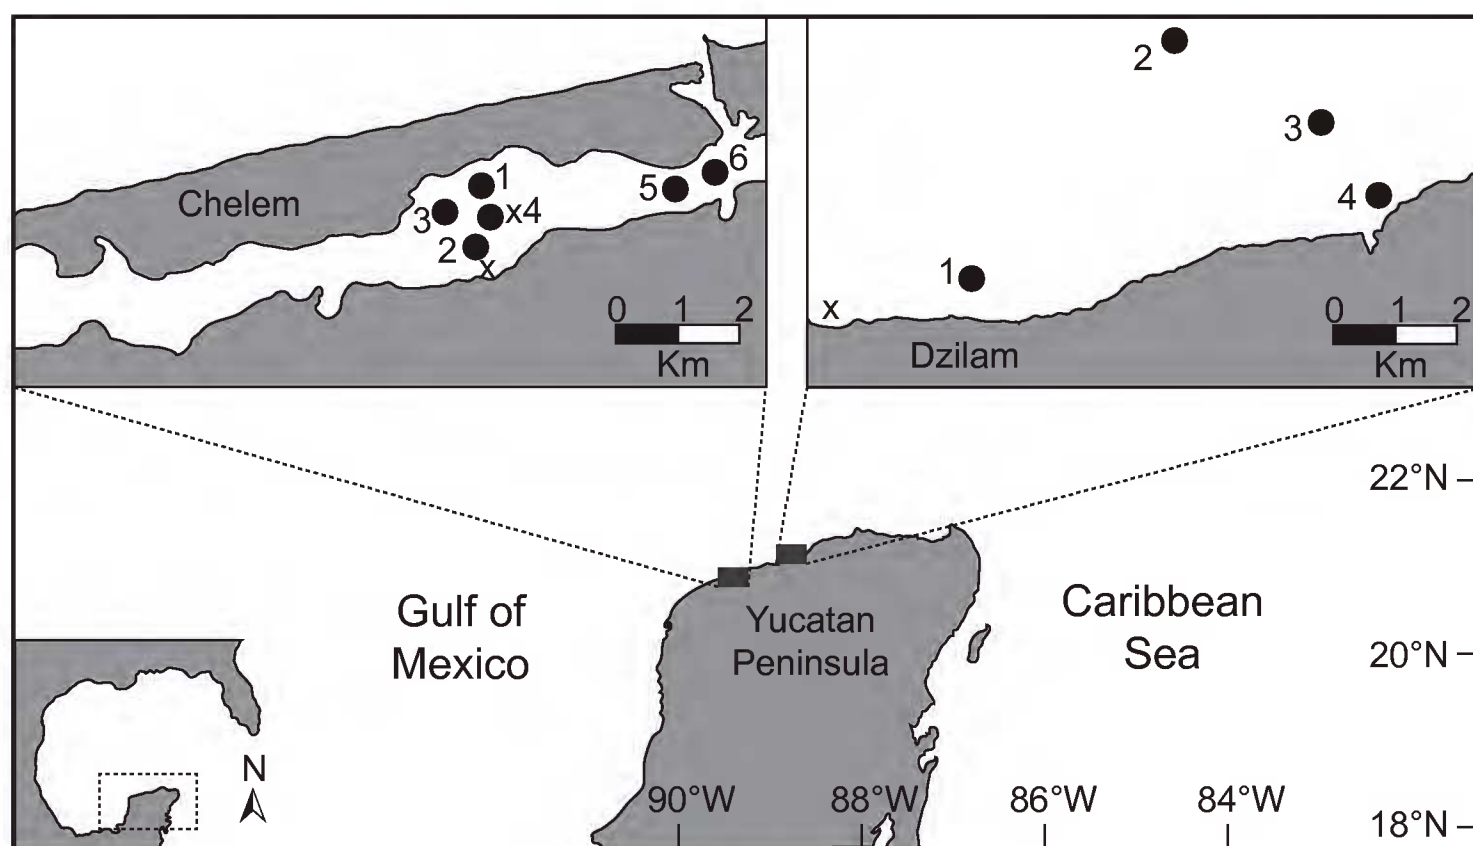 Chelem
1
2
3
x4
x
5
6
0 1 2
Km
1
2
3
4
x
Dzilam
0 1 2
Km
22°N
20°N
18°N
Gulf of
Mexico
Yucatan
Peninsula
Caribbean
Sea
N
90°W 88°W 86°W 84°W